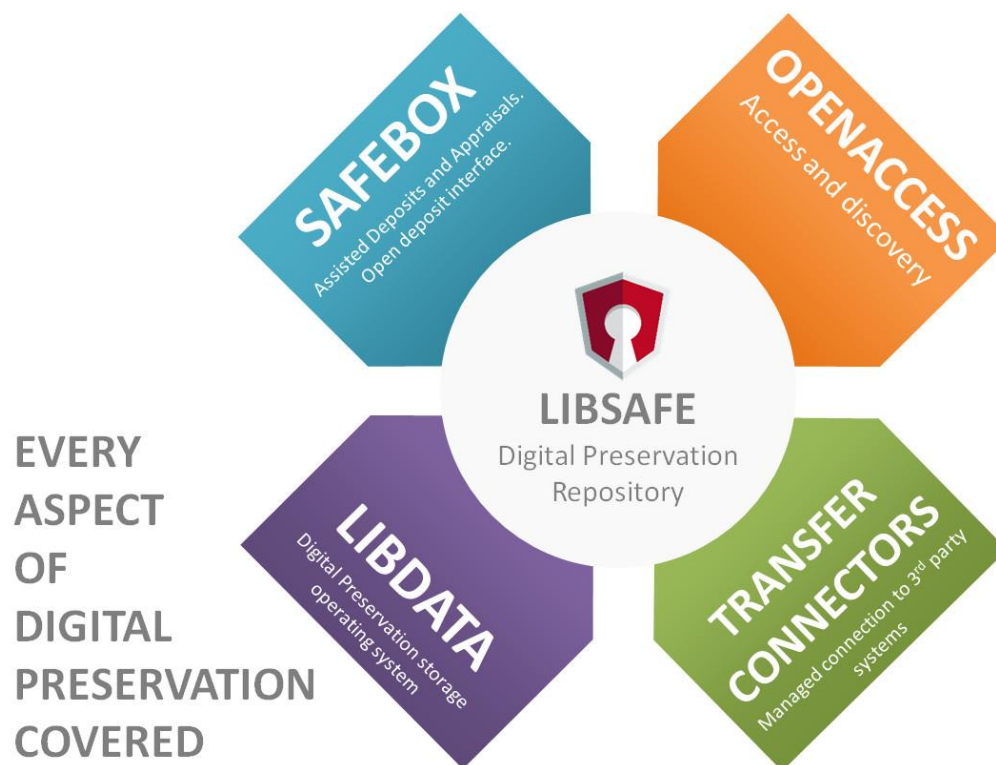 SAFEBOX
Assisted Deposits and Appraisals.
Open deposit interface.
OPENACCESS
Access and discovery
LIBSAFE
Digital Preservation
Repository
LIBDATA
Digital Preservation storage
operating system
TRANSFER
CONNECTORS
Managed connection to 3rd party
systems
EVERY
ASPECT
OF
DIGITAL
PRESERVATION
COVERED